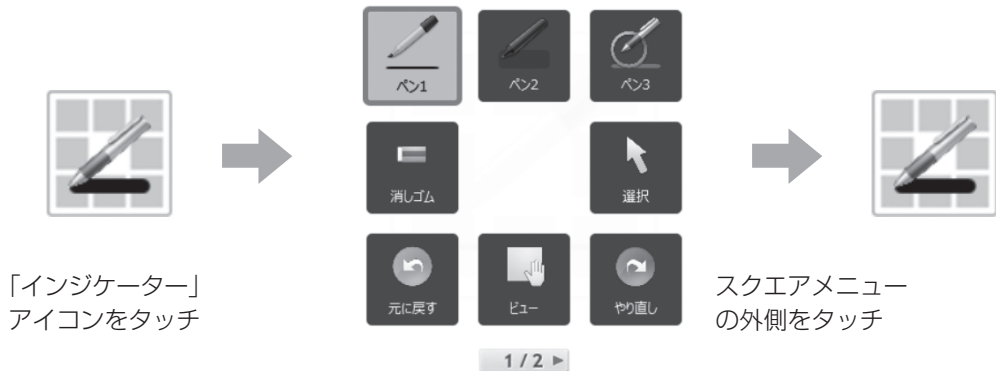 ペン1
ペン2
ペン3
消しゴム
選択
元に戻す
ビュー
やり直し
1 / 2 ▶
「インジケーター」
アイコンをタッチ
スクエアメニュー
の外側をタッチ